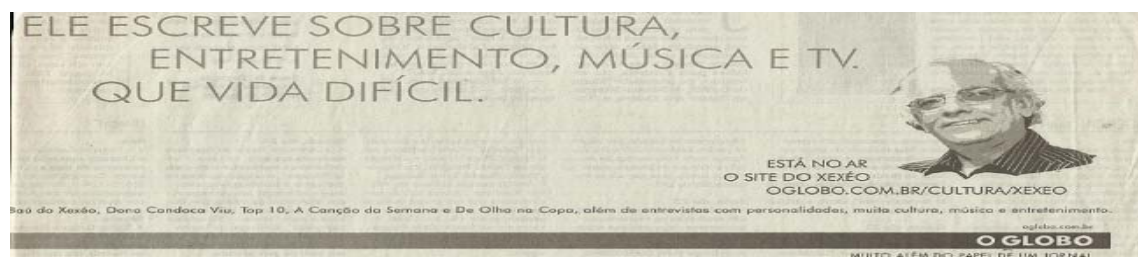 ELE ESCREVE SOBRE CULTURA,
ENTRETENIMENTO, MÚSICA E TV.
QUE VIDA DIFÍCIL.
ESTÁ NO AR
O SITE DO XEXÉO
OGLOBO.COM.BR/CULTURA/XEXEO
Baú do Xexéo, Dona Candoca Viu, Top 10, A Canção da Semana e De Olho na Copa, além de entrevistas com personalidades, muita cultura, música e entretenimento.
oglobo.com.br
O GLOBO
MUITO ALÉM DO PAPEL DE UM JORNAL